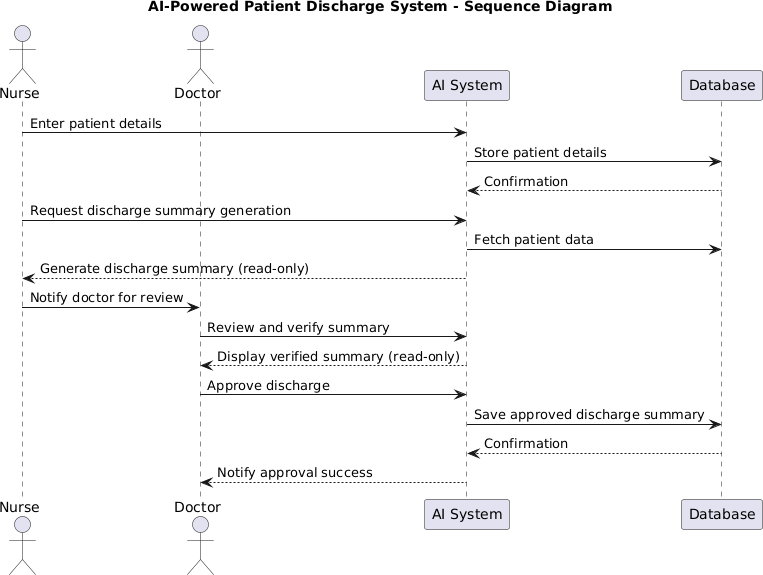 AI-Powered Patient Discharge System - Sequence Diagram
Nurse
Doctor
AI System
Database
Enter patient details
Store patient details
Confirmation
Request discharge summary generation
Fetch patient data
Generate discharge summary (read-only)
Notify doctor for review
Review and verify summary
Display verified summary (read-only)
Approve discharge
Save approved discharge summary
Confirmation
Notify approval success
Nurse
Doctor
AI System
Database